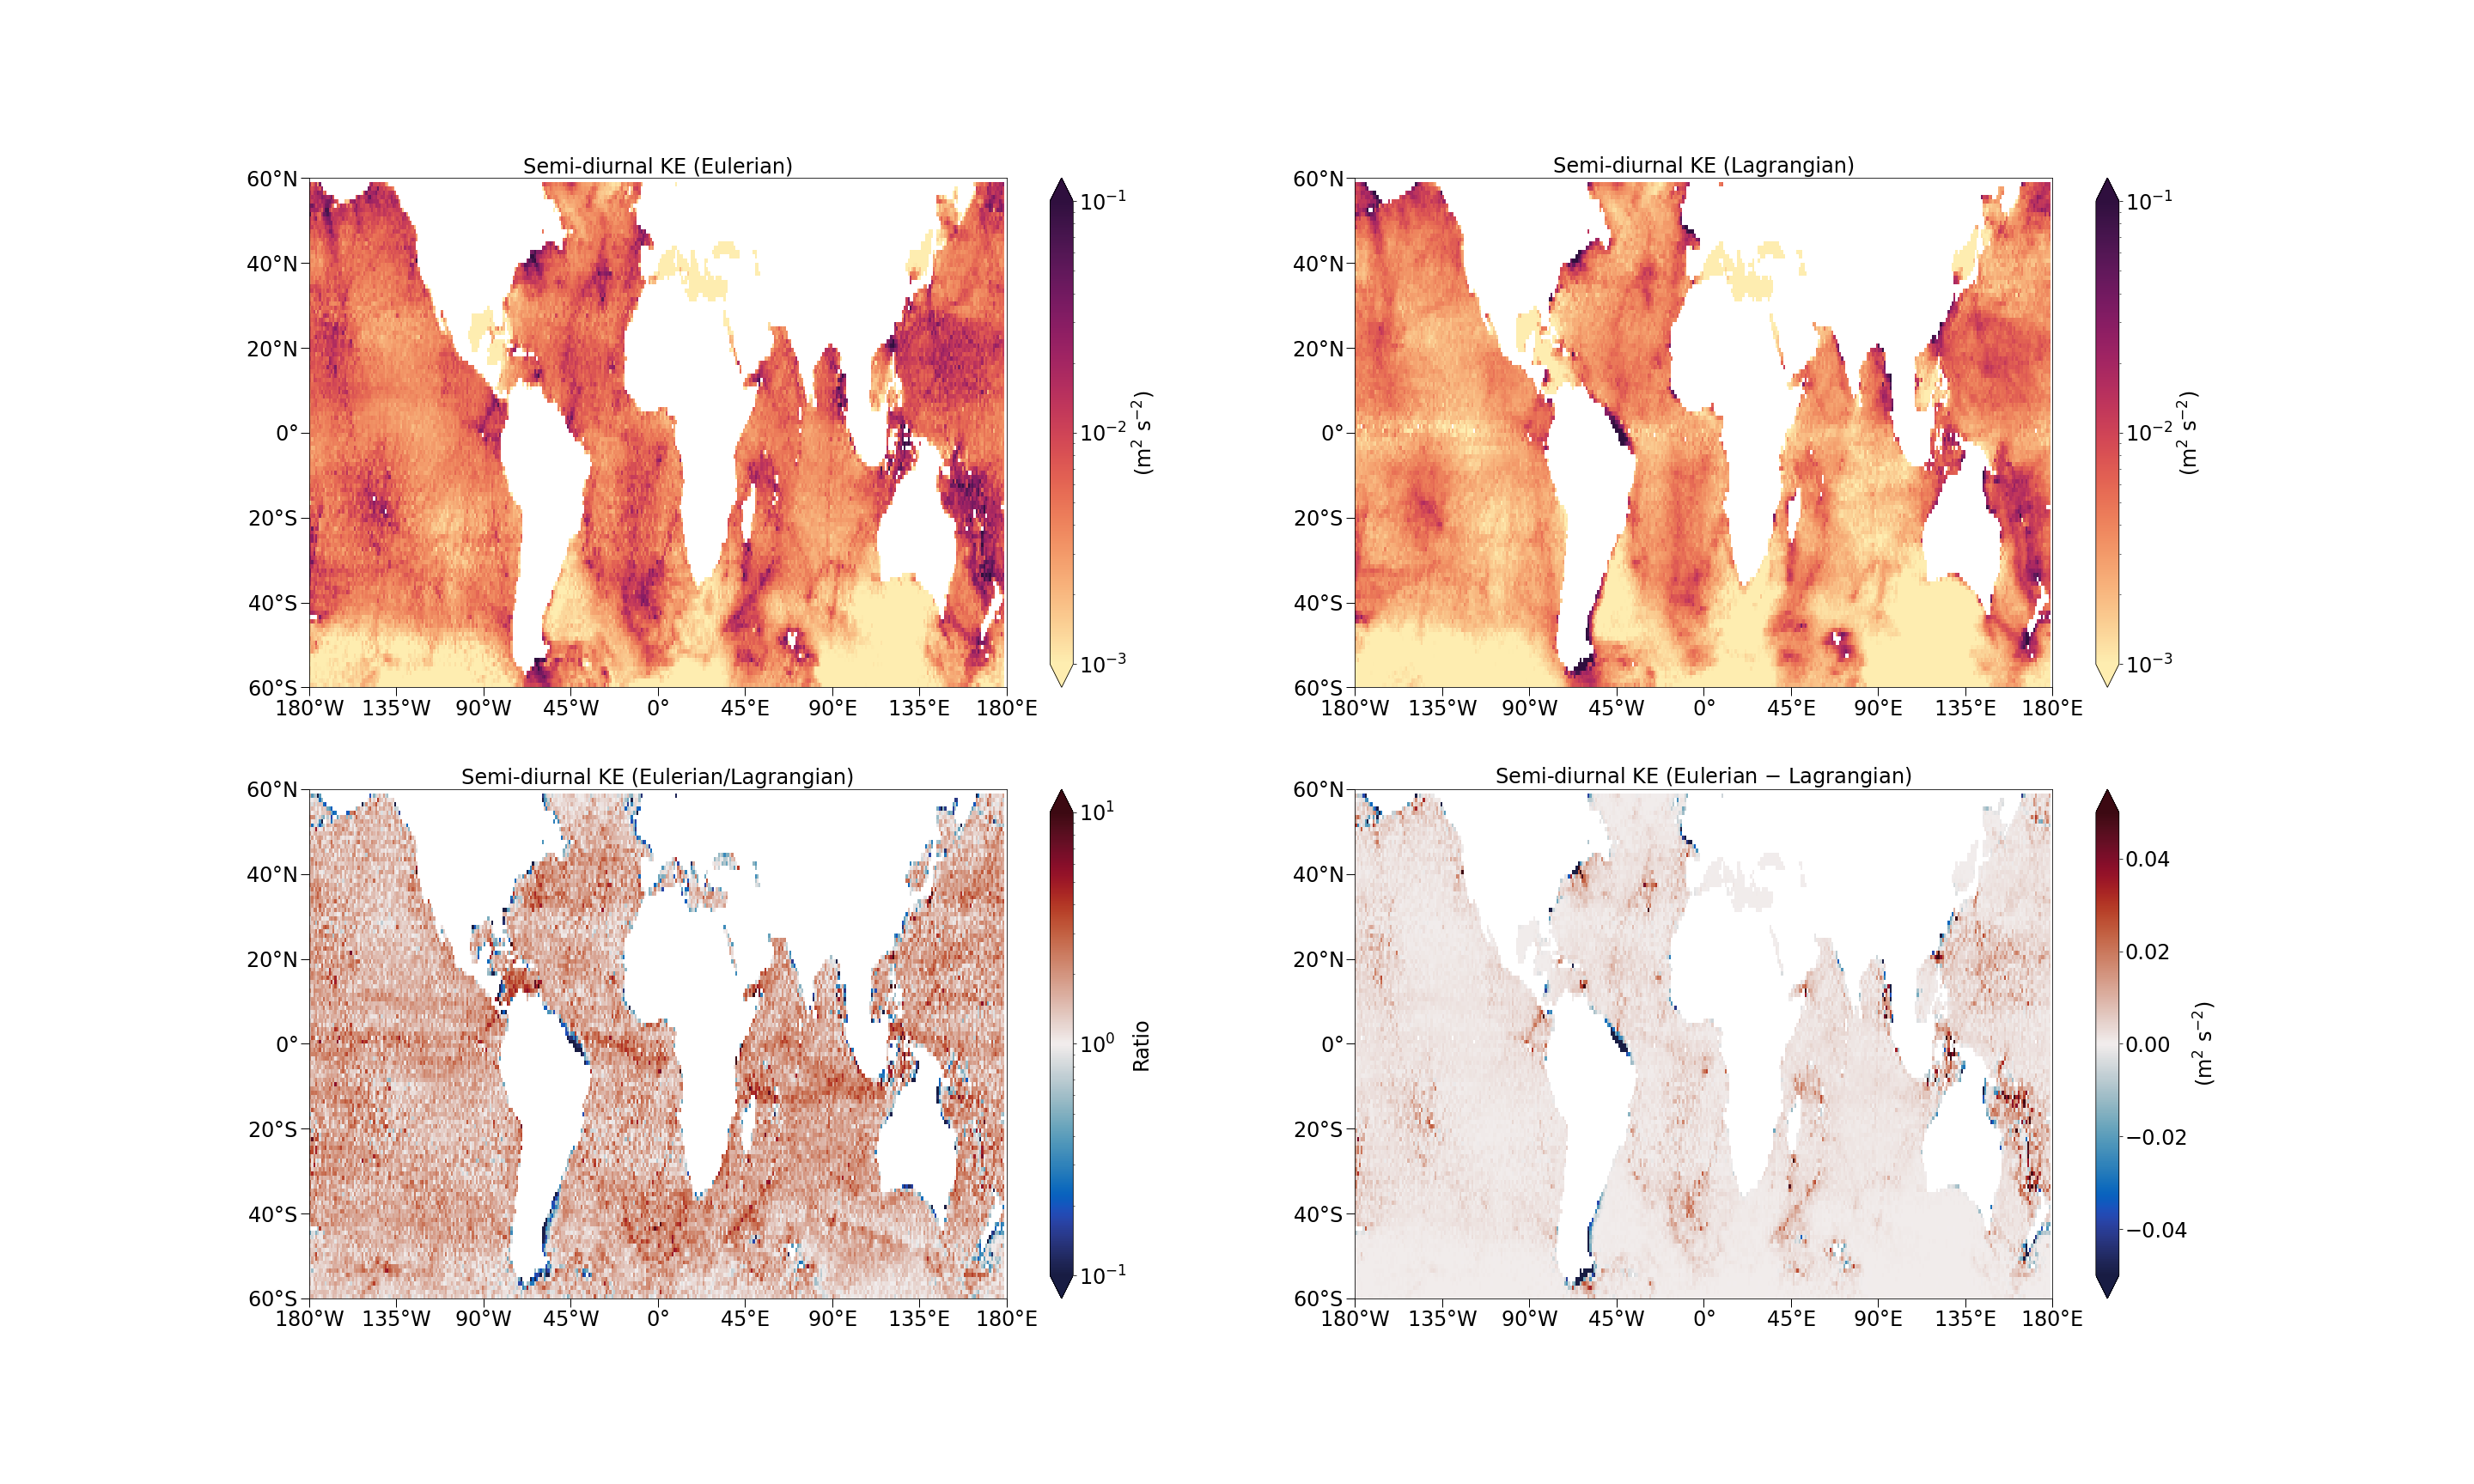 Semi-diurnal KE (Eulerian)
60°N
40°N
20°N
0°
20°S
40°S
60°S
180°W 135°W 90°W 45°W 0° 45°E 90°E 135°E 180°E
10⁻¹
10⁻²
10⁻³
(m² s⁻²)
Semi-diurnal KE (Lagrangian)
60°N
40°N
20°N
0°
20°S
40°S
60°S
180°W 135°W 90°W 45°W 0° 45°E 90°E 135°E 180°E
10⁻¹
10⁻²
10⁻³
(m² s⁻²)
Semi-diurnal KE (Eulerian/Lagrangian)
60°N
40°N
20°N
0°
20°S
40°S
60°S
180°W 135°W 90°W 45°W 0° 45°E 90°E 135°E 180°E
10¹
10⁰
10⁻¹
Ratio
Semi-diurnal KE (Eulerian − Lagrangian)
60°N
40°N
20°N
0°
20°S
40°S
60°S
180°W 135°W 90°W 45°W 0° 45°E 90°E 135°E 180°E
0.04
0.02
0.00
−0.02
−0.04
(m² s⁻²)